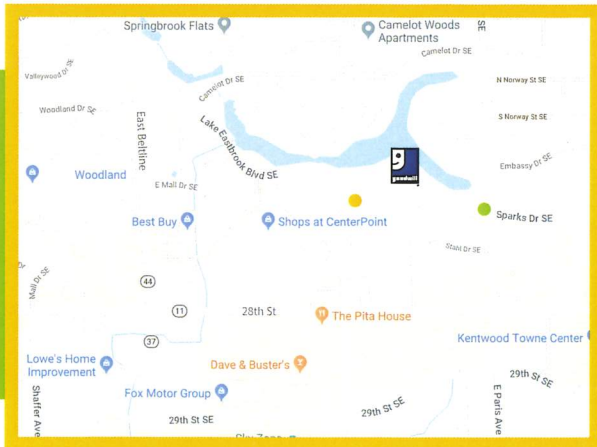 Springbrook Flats
Camelot Woods
Apartments
SE
Camelot Dr SE
Valleywood Dr SE
Camelot Dr SE
N Norway St SE
Woodland Dr SE
East Beltline
Lake Eastbrook Blvd SE
S Norway St SE
goodwill
Embassy Dr SE
Woodland
E Mall Dr SE
Best Buy
Shops at CenterPoint
Sparks Dr SE
Stahl Dr SE
Dr
Mall Dr SE
44
11
28th St
The Pita House
37
Kentwood Towne Center
Lowe's Home
Improvement
Dave & Buster's
29th St SE
Shaffer Ave
Fox Motor Group
E Paris Ave
29th St SE
29th St SE